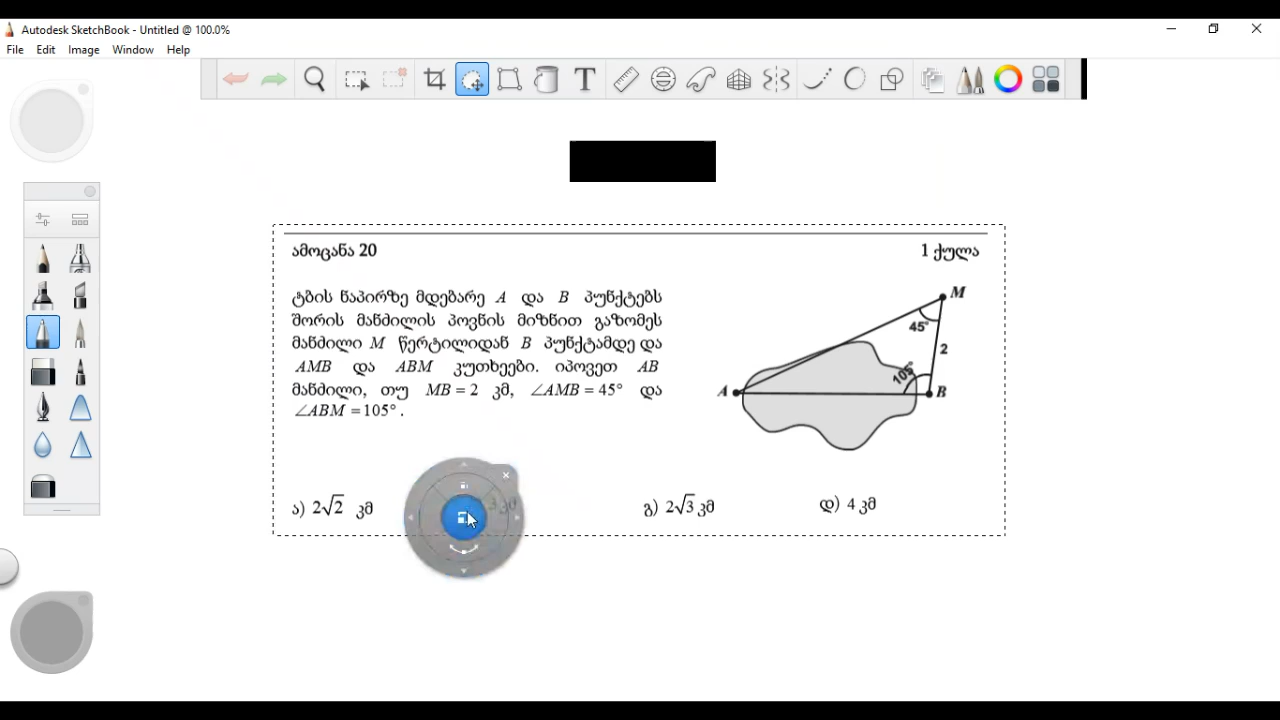 Autodesk SketchBook - Untitled @ 100.0%
File Edit Image Window Help
ამოცანა 20 1 ქულა
ტბის ნაპირზე მდებარე A და B პუნქტებს
შორის მანძილის პოვნის მიზნით გაზომეს
მანძილი M წერტილიდან B პუნქტამდე და
AMB და ABM კუთხეები. იპოვეთ AB
მანძილი, თუ MB = 2 კმ, ∠AMB = 45° და
∠ABM = 105° .
M
45°
2
105°
A
B
ა) 2√2 კმ
3 კმ
გ) 2√3 კმ
დ) 4 კმ